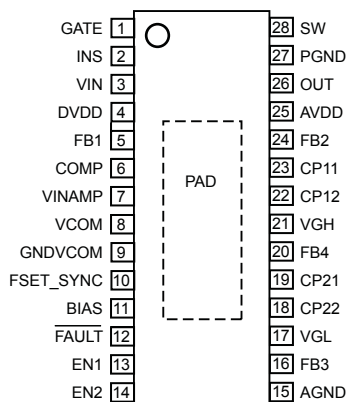 GATE 1 28 SW
INS 2 27 PGND
VIN 3 26 OUT
DVDD 4 25 AVDD
FB1 5 24 FB2
COMP 6 23 CP11
PAD
VINAMP 7 22 CP12
VCOM 8 21 VGH
GNDVCOM 9 20 FB4
FSET_SYNC 10 19 CP21
BIAS 11 18 CP22
FAULT 12 17 VGL
EN1 13 16 FB3
EN2 14 15 AGND